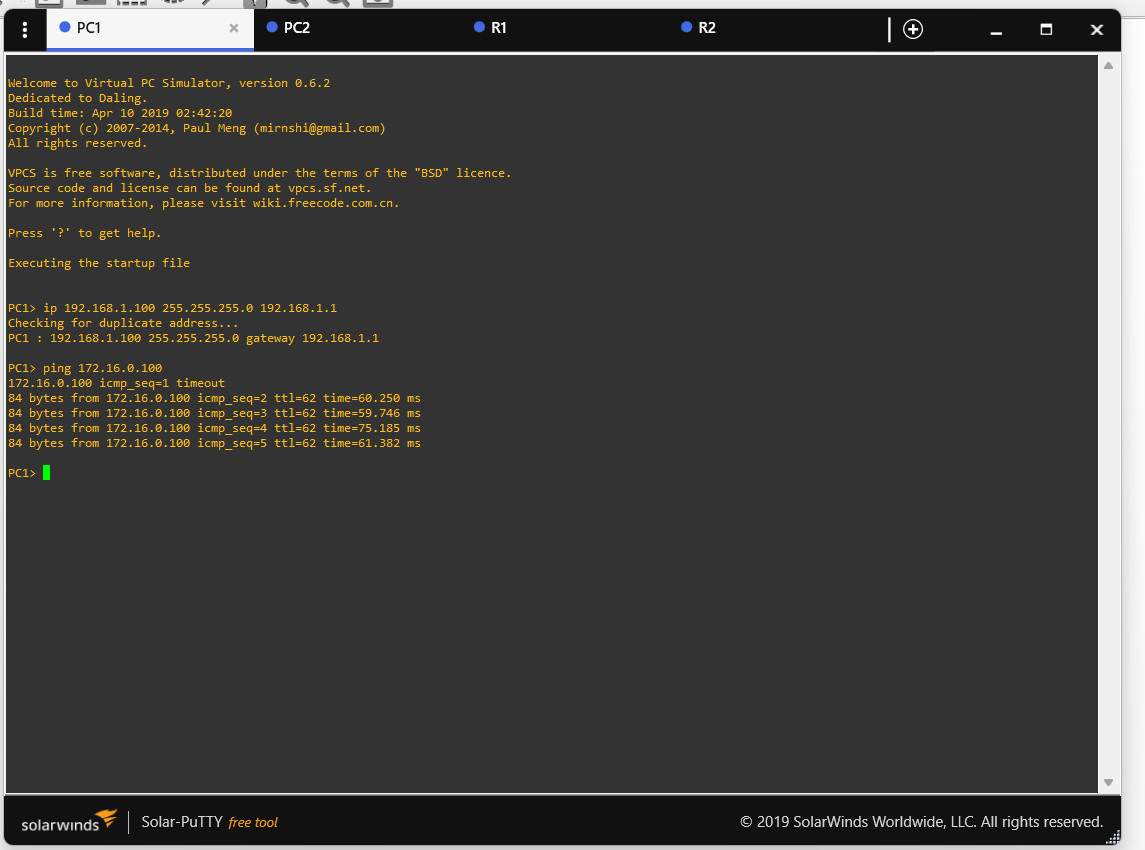 PC1
PC2
R1
R2
Welcome to Virtual PC Simulator, version 0.6.2
Dedicated to Daling.
Build time: Apr 10 2019 02:42:20
Copyright (c) 2007-2014, Paul Meng (mirnshi@gmail.com)
All rights reserved.
VPCS is free software, distributed under the terms of the "BSD" licence.
Source code and license can be found at vpcs.sf.net.
For more information, please visit wiki.freecode.com.cn.
Press '?' to get help.
Executing the startup file
PC1> ip 192.168.1.100 255.255.255.0 192.168.1.1
Checking for duplicate address...
PC1 : 192.168.1.100 255.255.255.0 gateway 192.168.1.1
PC1> ping 172.16.0.100
172.16.0.100 icmp_seq=1 timeout
84 bytes from 172.16.0.100 icmp_seq=2 ttl=62 time=60.250 ms
84 bytes from 172.16.0.100 icmp_seq=3 ttl=62 time=59.746 ms
84 bytes from 172.16.0.100 icmp_seq=4 ttl=62 time=75.185 ms
84 bytes from 172.16.0.100 icmp_seq=5 ttl=62 time=61.382 ms
PC1>
solarwinds
Solar-PuTTY free tool
© 2019 SolarWinds Worldwide, LLC. All rights reserved.